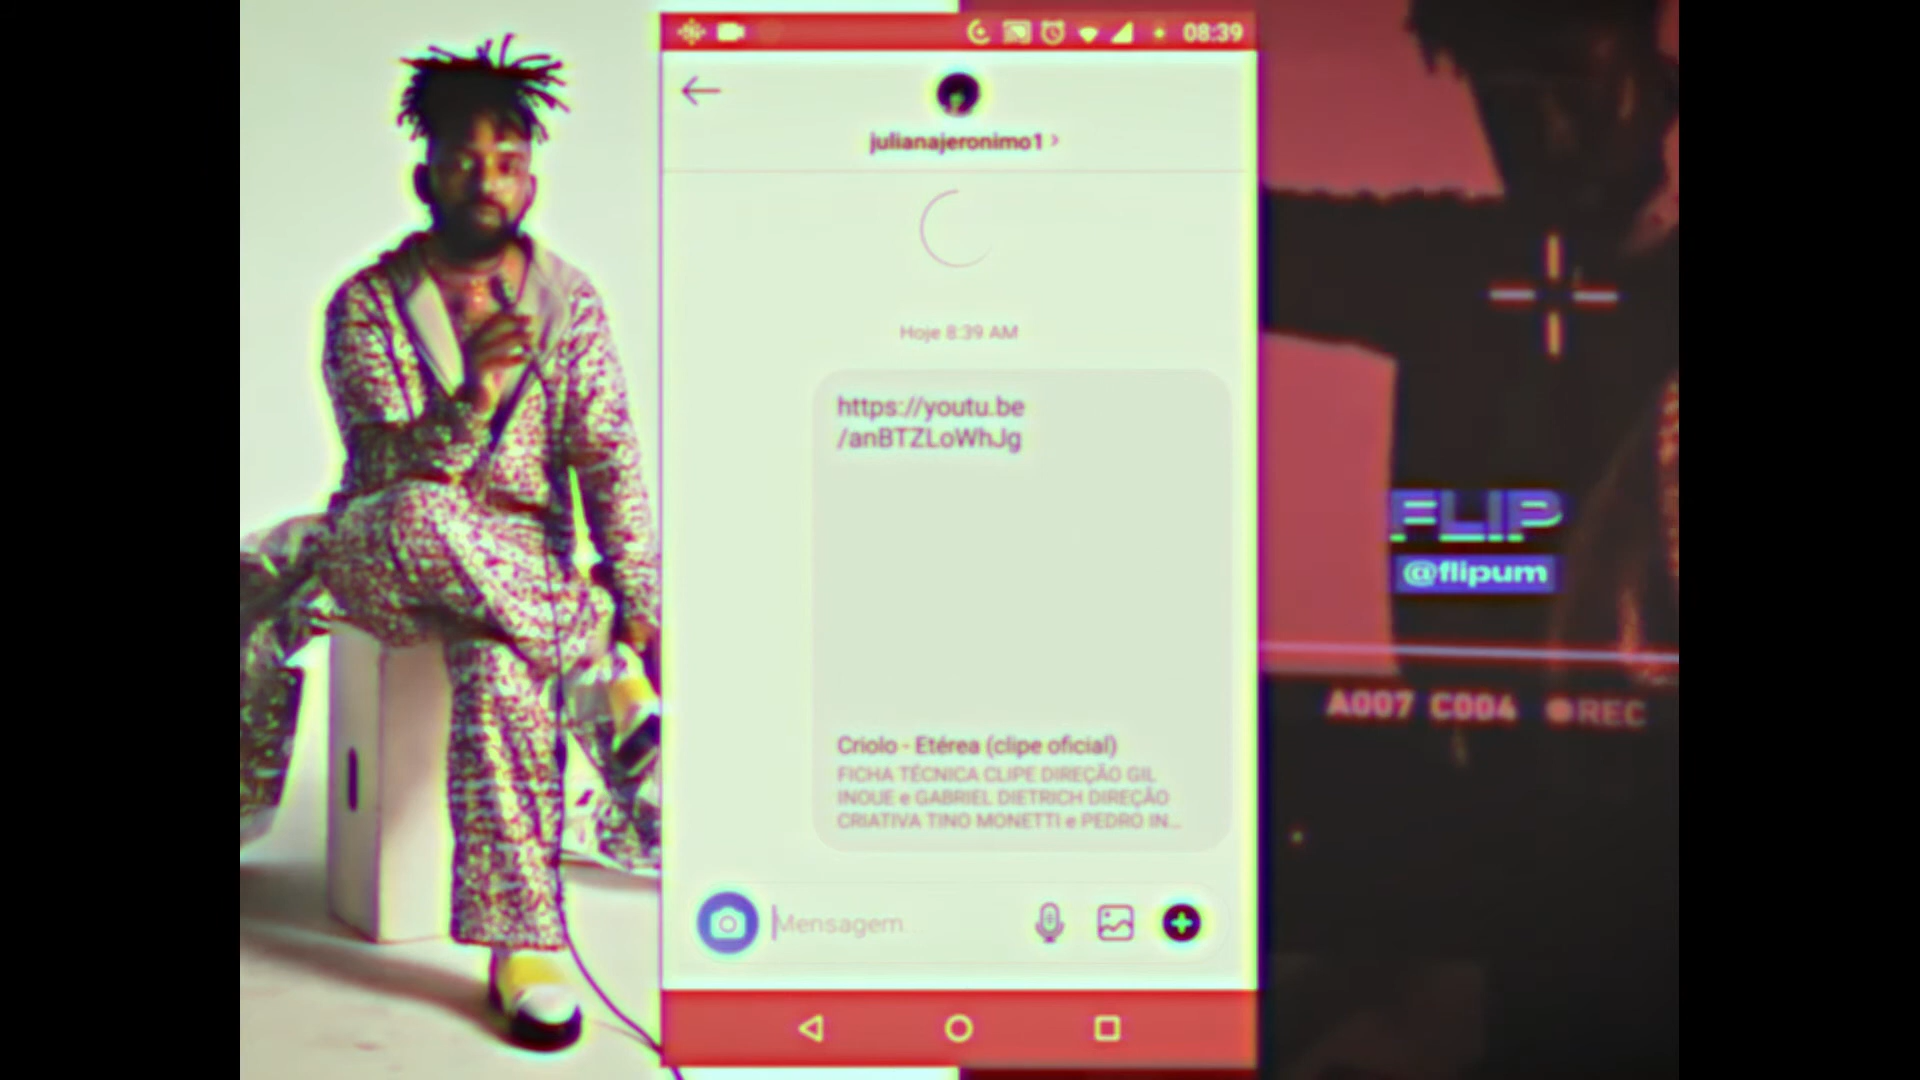 08:39
julianajeronimo1 >
Hoje 8:39 AM
https://youtu.be
/anBTZLoWhJg
Criolo - Etérea (clipe oficial)
FICHA TÉCNICA CLIPE DIREÇÃO GIL
INOUE e GABRIEL DIETRICH DIREÇÃO
CRIATIVA TINO MONETTI e PEDRO IN...
Mensagem...
FLIP
@flipum
A007 C004 ●REC